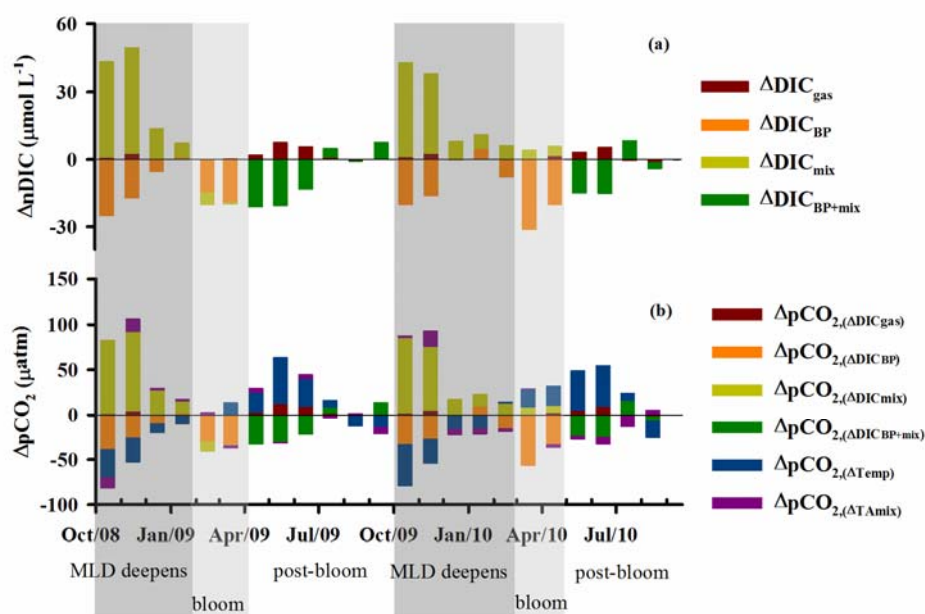 60
(a)
30
0
-30
ΔnDIC (μmol L⁻¹)
ΔDICgas
ΔDICBP
ΔDICmix
ΔDICBP+mix
150
(b)
100
50
0
-50
-100
ΔpCO₂ (μatm)
ΔpCO2,(ΔDICgas)
ΔpCO2,(ΔDICBP)
ΔpCO2,(ΔDICmix)
ΔpCO2,(ΔDICBP+mix)
ΔpCO2,(ΔTemp)
ΔpCO2,(ΔTAmix)
Oct/08 Jan/09 Apr/09 Jul/09 Oct/09 Jan/10 Apr/10 Jul/10
MLD deepens post-bloom MLD deepens post-bloom
bloom bloom